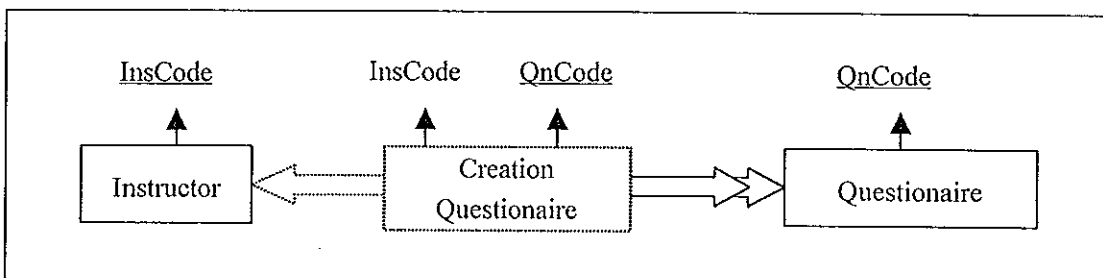 InsCode
InsCode
QnCode
QnCode
Instructor
Creation
Questionaire
Questionaire